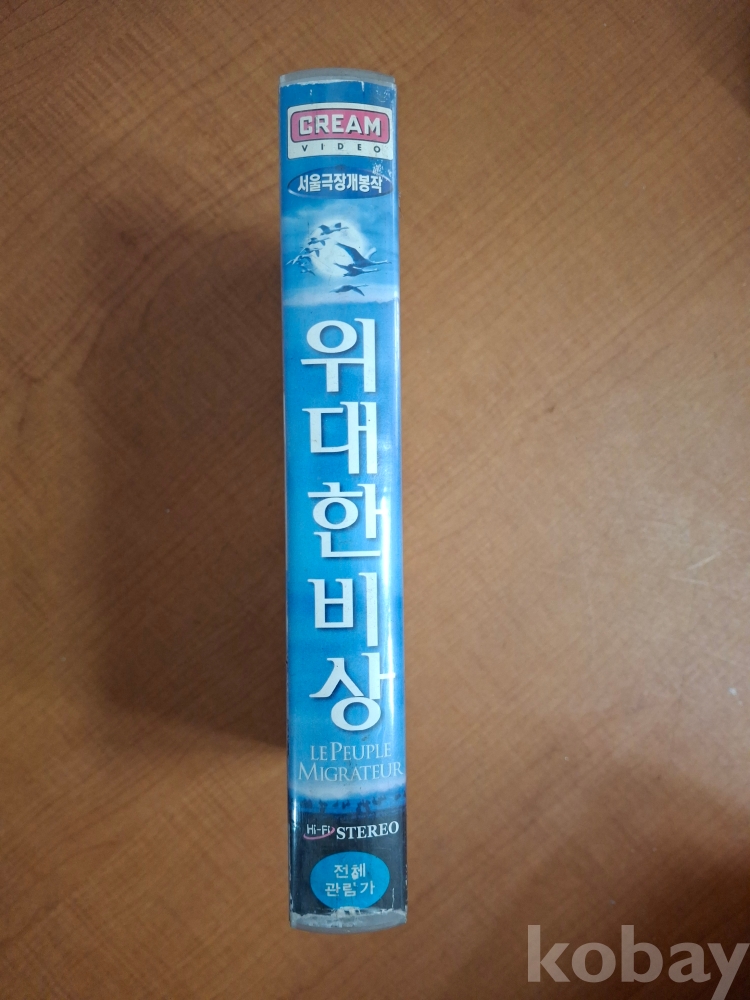 CREAM
VIDEO
서울극장개봉작
위대한비상
LE PEUPLE
MIGRATEUR
Hi-Fi STEREO
전체
관람가
kobay